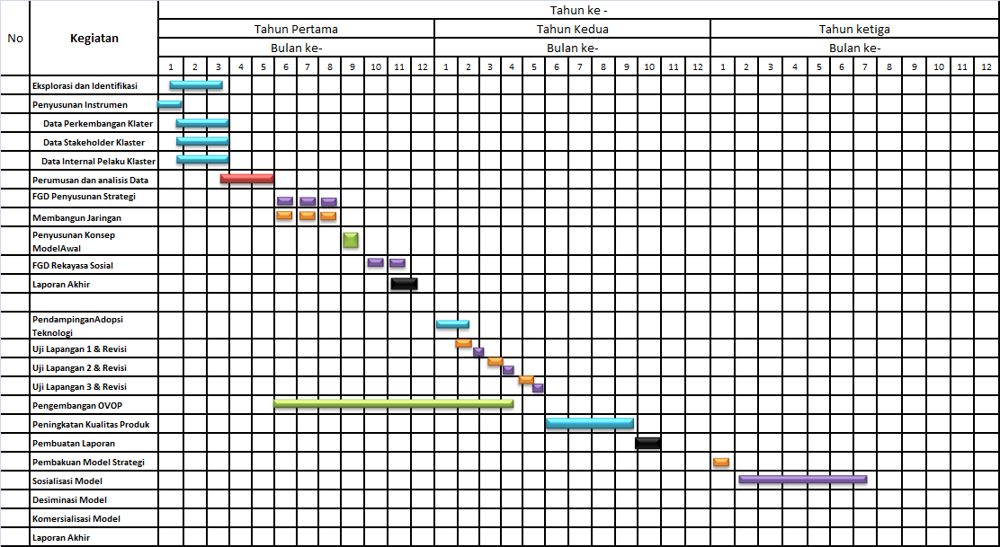 Tahun ke -
No
Kegiatan
Tahun Pertama
Tahun Kedua
Tahun ketiga
Bulan ke-
Bulan ke-
Bulan ke-
1 2 3 4 5 6 7 8 9 10 11 12 1 2 3 4 5 6 7 8 9 10 11 12 1 2 3 4 5 6 7 8 9 10 11 12
Eksplorasi dan Identifikasi
Penyusunan Instrumen
Data Perkembangan Klater
Data Stakeholder Klaster
Data Internal Pelaku Klaster
Perumusan dan analisis Data
FGD Penyusunan Strategi
Membangun Jaringan
Penyusunan Konsep
ModelAwal
FGD Rekayasa Sosial
Laporan Akhir
PendampinganAdopsi
Teknologi
Uji Lapangan 1 & Revisi
Uji Lapangan 2 & Revisi
Uji Lapangan 3 & Revisi
Pengembangan OVOP
Peningkatan Kualitas Produk
Pembuatan Laporan
Pembakuan Model Strategi
Sosialisasi Model
Desiminasi Model
Komersialisasi Model
Laporan Akhir